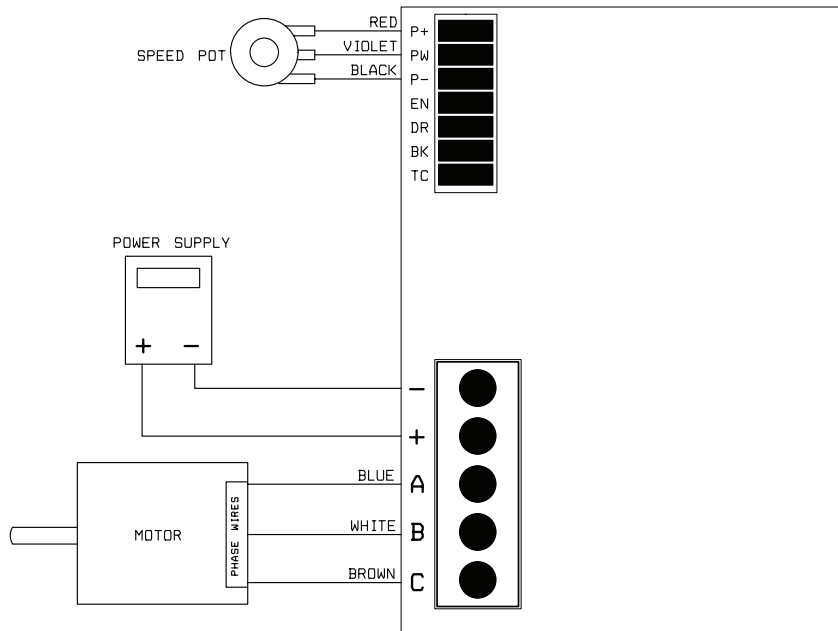 RED
P+
SPEED POT
VIOLET
PW
BLACK
P-
EN
DR
BK
TC
POWER SUPPLY
+ -
-
+
BLUE
A
MOTOR
PHASE WIRES
WHITE
B
BROWN
C